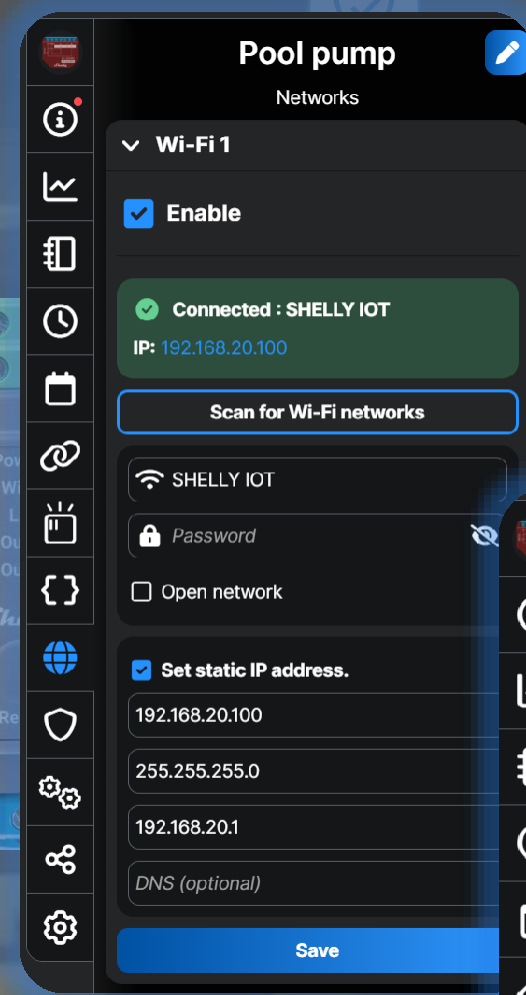 Pool pump
Networks
Wi-Fi 1
Enable
Connected : SHELLY IOT
IP: 192.168.20.100
Scan for Wi-Fi networks
SHELLY IOT
Password
Open network
Set static IP address.
192.168.20.100
255.255.255.0
192.168.20.1
DNS (optional)
Save